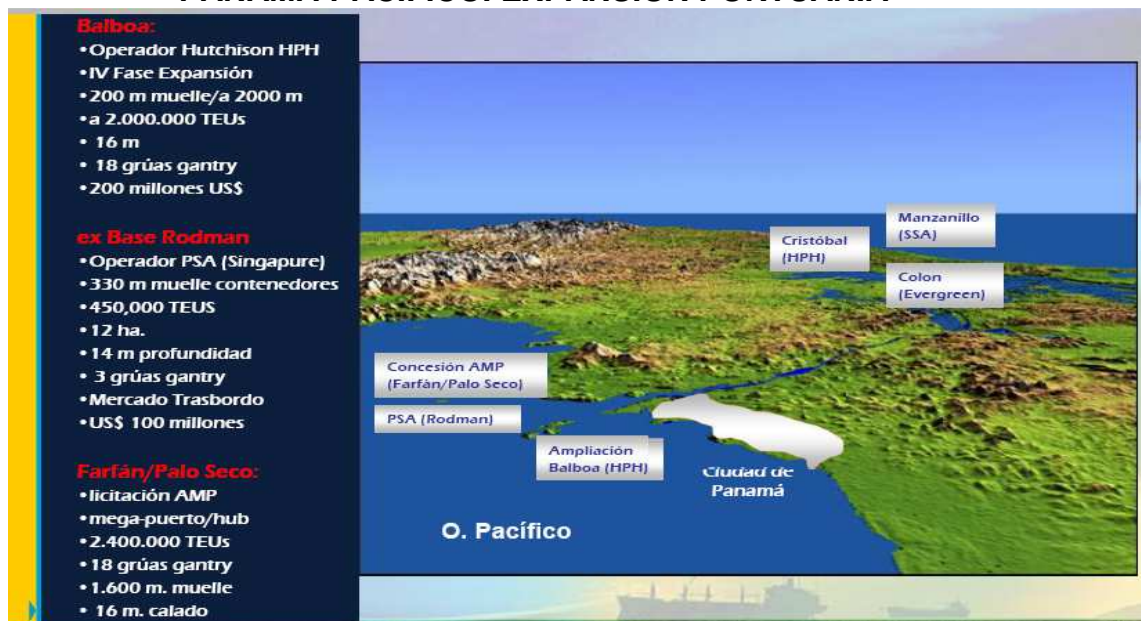 PANAMA PACIFICO: EXPANSION PORTUARIA
Balboa:
•Operador Hutchison HPH
•IV Fase Expansión
•200 m muelle/a 2000 m
•a 2.000.000 TEUs
• 16 m
• 18 grúas gantry
•200 millones US$
ex Base Rodman
•Operador PSA (Singapure)
•330 m muelle contenedores
•450,000 TEUS
•12 ha.
•14 m profundidad
• 3 grúas gantry
•Mercado Trasbordo
•US$ 100 millones
Farfán/Palo Seco:
•licitación AMP
•mega-puerto/hub
•2.400.000 TEUs
•18 grúas gantry
•1.600 m. muelle
• 16 m. calado
Manzanillo
(SSA)
Cristóbal
(HPH)
Colon
(Evergreen)
Concesión AMP
(Farfán/Palo Seco)
PSA (Rodman)
Ampliación
Balboa (HPH)
Ciudad de
Panamá
O. Pacífico